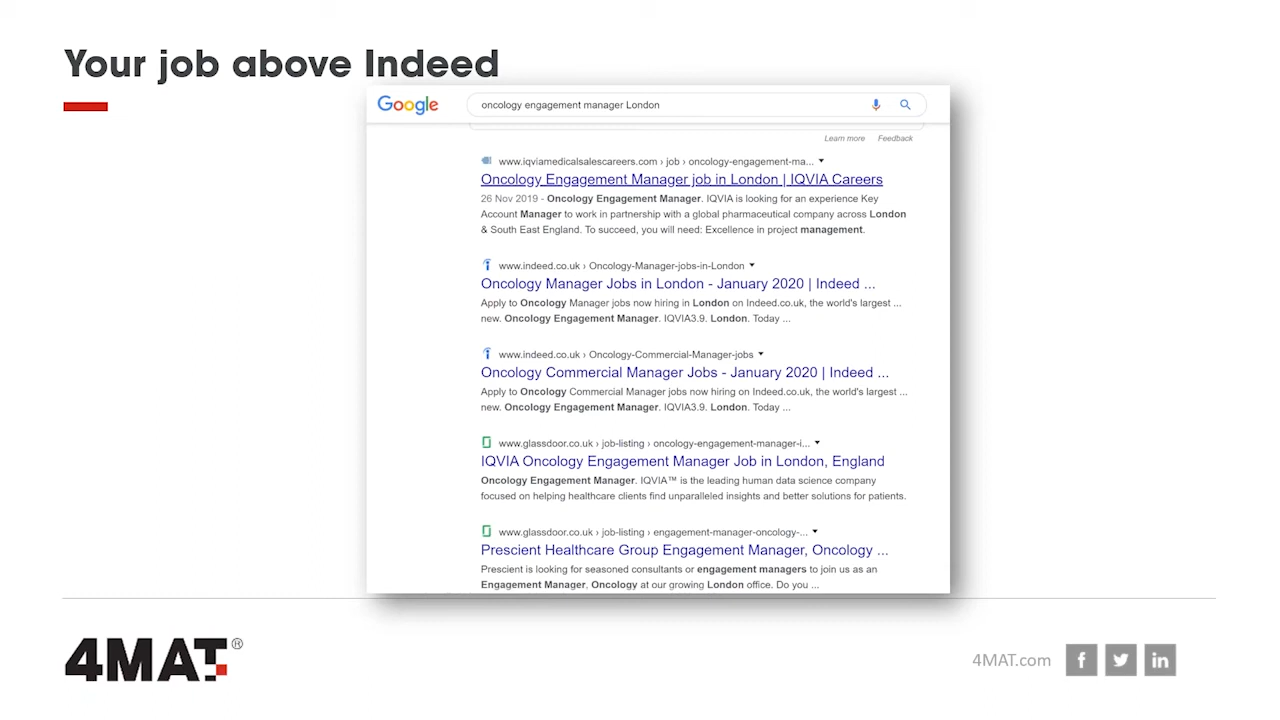 Your job above Indeed
Google
oncology engagement manager London
Learn more Feedback
www.iqviamedicalsalescareers.com › job › oncology-engagement-ma...
Oncology Engagement Manager job in London | IQVIA Careers
26 Nov 2019 - Oncology Engagement Manager. IQVIA is looking for an experience Key
Account Manager to work in partnership with a global pharmaceutical company across London
& South East England. To succeed, you will need: Excellence in project management.
www.indeed.co.uk › Oncology-Manager-jobs-in-London
Oncology Manager Jobs in London - January 2020 | Indeed ...
Apply to Oncology Manager jobs now hiring in London on Indeed.co.uk, the world's largest ...
new. Oncology Engagement Manager. IQVIA3.9. London. Today ...
www.indeed.co.uk › Oncology-Commercial-Manager-jobs
Oncology Commercial Manager Jobs - January 2020 | Indeed ...
Apply to Oncology Commercial Manager jobs now hiring on Indeed.co.uk, the world's largest ...
new. Oncology Engagement Manager. IQVIA3.9. London. Today ...
www.glassdoor.co.uk › job-listing › oncology-engagement-manager-i...
IQVIA Oncology Engagement Manager Job in London, England
Oncology Engagement Manager. IQVIA™ is the leading human data science company
focused on helping healthcare clients find unparalleled insights and better solutions for patients.
www.glassdoor.co.uk › job-listing › engagement-manager-oncology-...
Prescient Healthcare Group Engagement Manager, Oncology ...
Prescient is looking for seasoned consultants or engagement managers to join us as an
Engagement Manager, Oncology at our growing London office. Do you ...
4MAT®
4MAT.com